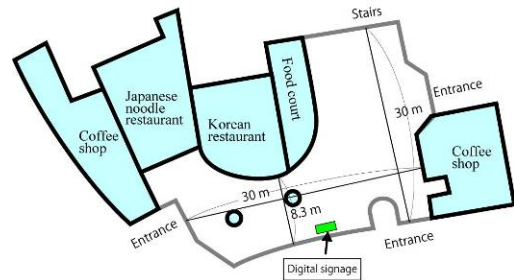 Stairs
Food court
Japanese
noodle
restaurant
Entrance
Korean
restaurant
Coffee
shop
30 m
Coffee
shop
30 m
8.3 m
Entrance
Entrance
Digital signage